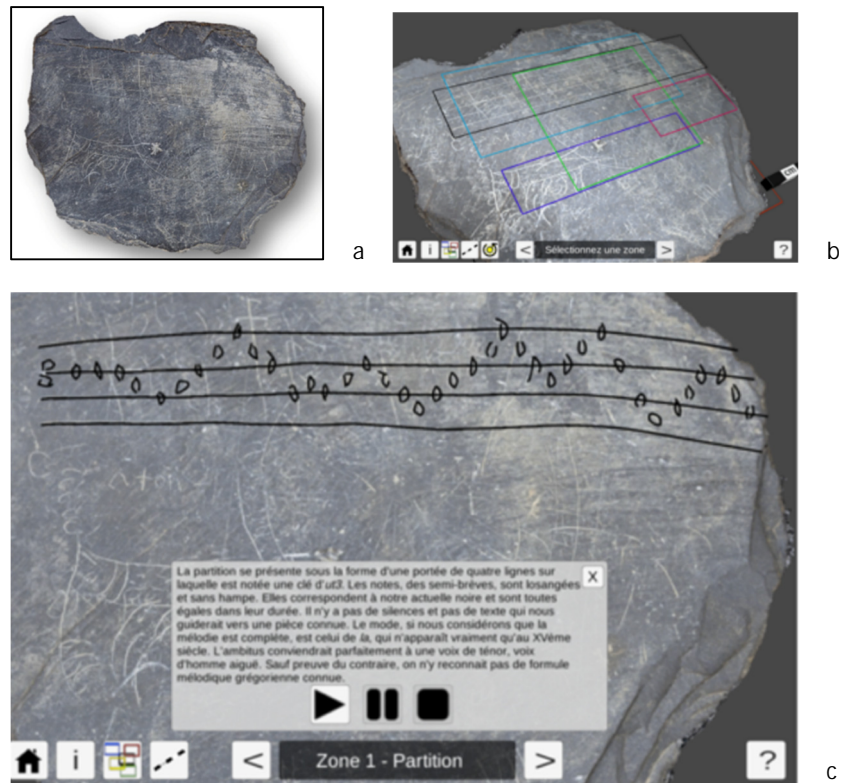 a
cm
i
< Sélectionnez une zone >
?
b
La partition se présente sous la forme d'une portée de quatre lignes sur
laquelle est notée une clé d'ut3. Les notes, des semi-brèves, sont losangées
et sans hampe. Elles correspondent à notre actuelle noire et sont toutes
égales dans leur durée. Il n'y a pas de silences et pas de texte qui nous
guiderait vers une pièce connue. Le mode, si nous considérons que la
mélodie est complète, est celui de la, qui n'apparaît vraiment qu'au XVème
siècle. L'ambitus conviendrait parfaitement à une voix de ténor, voix
d'homme aiguë. Sauf preuve du contraire, on n'y reconnait pas de formule
mélodique grégorienne connue.
X
i
< Zone 1 - Partition >
?
c